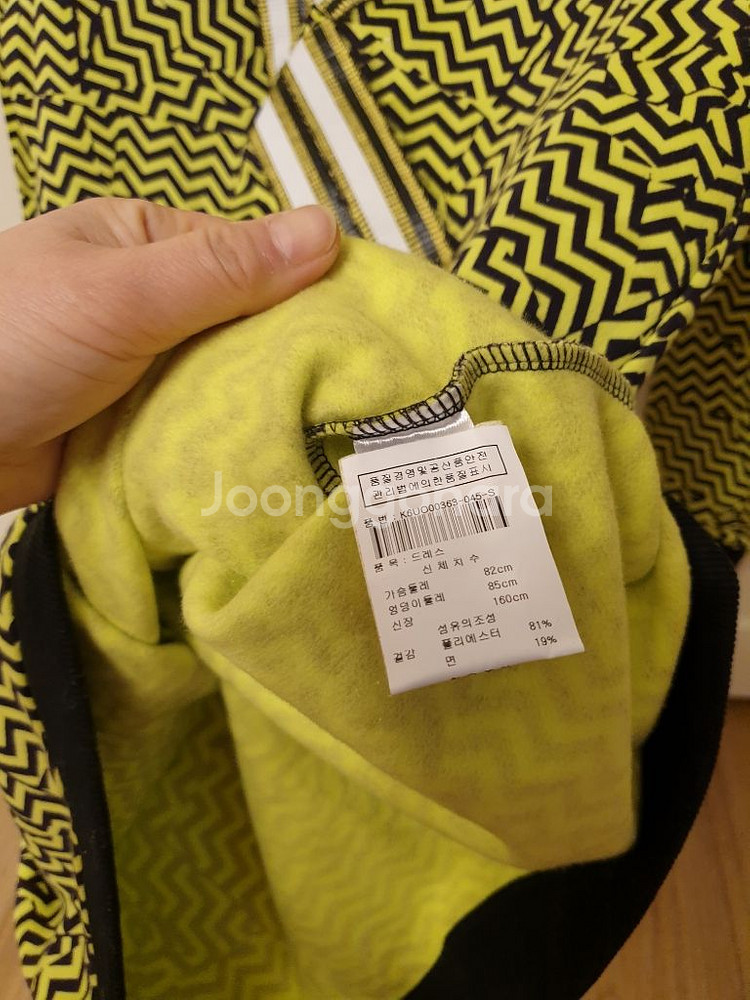 품질경영및공산품안전
관리법에의한품질표시
품 번 : K6UO00363-045-S
품 목 : 드레스
신 체 치 수
가슴둘레 82cm
엉덩이둘레 85cm
신장 160cm
섬유의조성
겉감 폴리에스터 81%
면 19%
Joonggonara